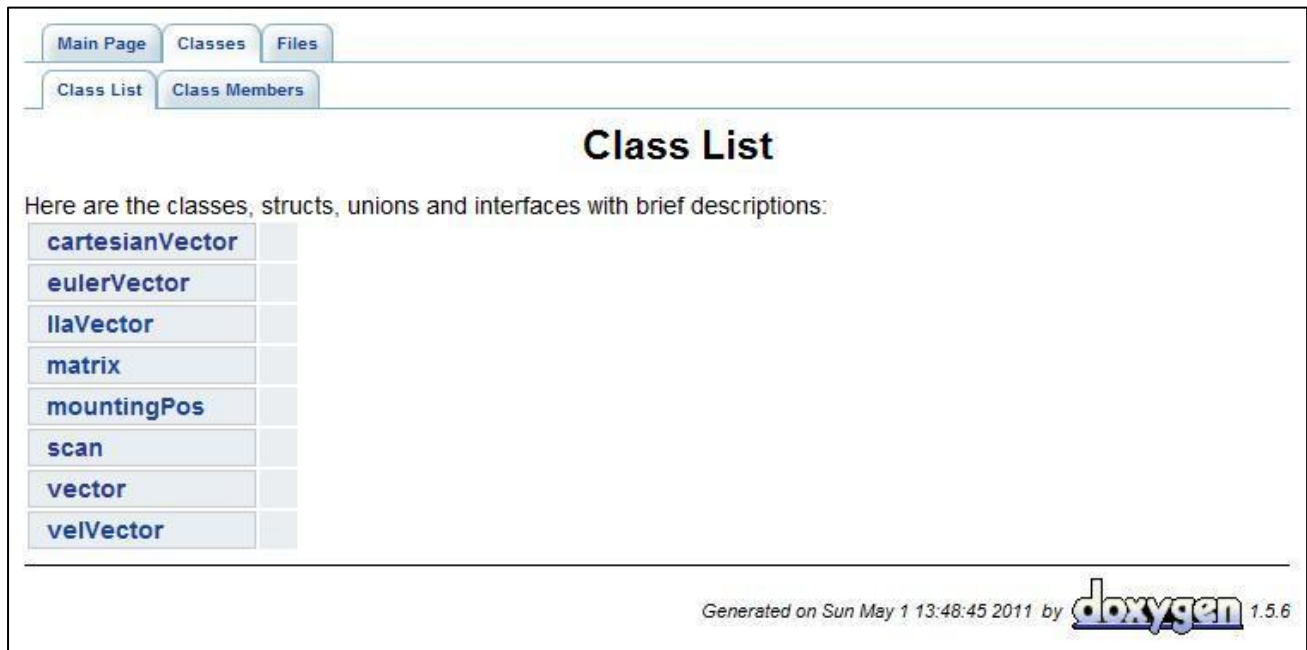 Main Page Classes Files
Class List Class Members
Class List
Here are the classes, structs, unions and interfaces with brief descriptions:
cartesianVector
eulerVector
llaVector
matrix
mountingPos
scan
vector
velVector
Generated on Sun May 1 13:48:45 2011 by doxygen 1.5.6